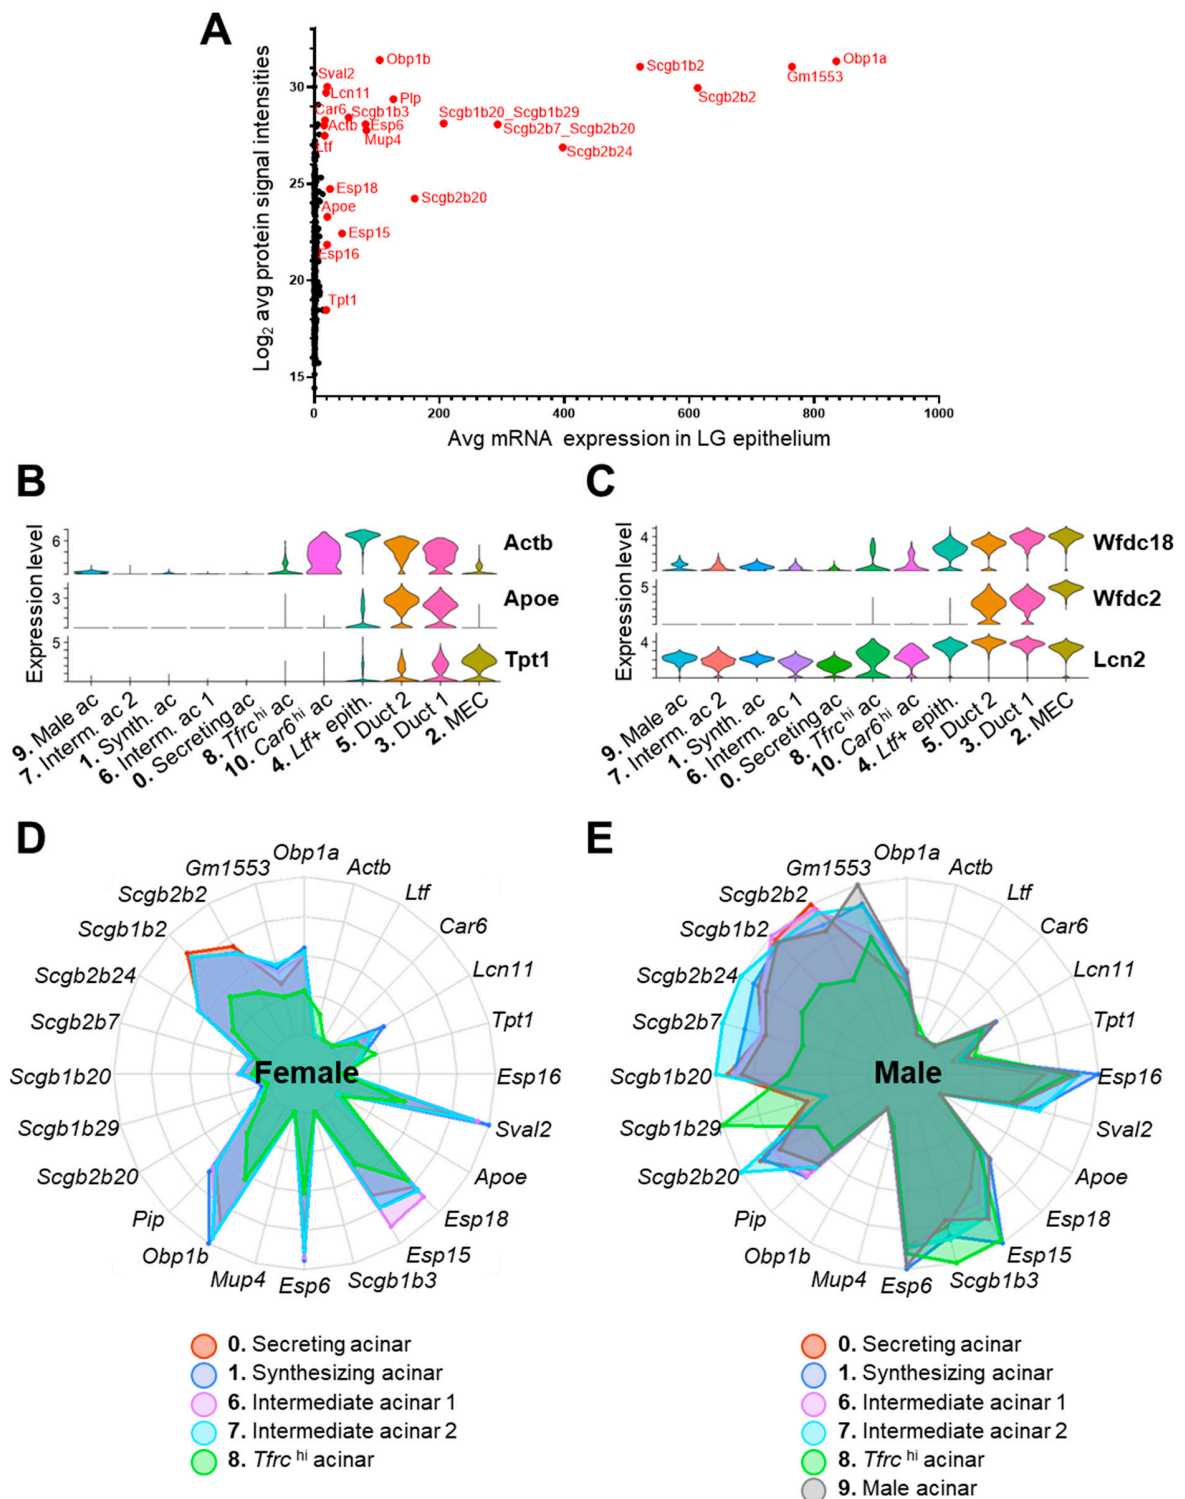 A
Log2 avg protein signal intensities
30
25
20
15
Obp1b
Sval2
Lcn11
Plp
Car6
Scgb1b3
Actb
Esp6
Ltf
Mup4
Scgb1b20_Scgb1b29
Scgb2b7_Scgb2b20
Scgb2b24
Scgb1b2
Scgb2b2
Gm1553
Obp1a
Esp18
Scgb2b20
Apoe
Esp15
Esp16
Tpt1
0 200 400 600 800 1000
Avg mRNA expression in LG epithelium
B
Expression level
6
Actb
3
Apoe
5
Tpt1
9. Male ac
7. Interm. ac 2
1. Synth. ac
6. Interm. ac 1
0. Secreting ac
8. Tfrc hi ac
10. Car6 hi ac
4. Ltf+ epith.
5. Duct 2
3. Duct 1
2. MEC
C
Expression level
4
Wfdc18
5
Wfdc2
4
Lcn2
9. Male ac
7. Interm. ac 2
1. Synth. ac
6. Interm. ac 1
0. Secreting ac
8. Tfrc hi ac
10. Car6 hi ac
4. Ltf+ epith.
5. Duct 2
3. Duct 1
2. MEC
D
Obp1a
Actb
Ltf
Car6
Lcn11
Tpt1
Esp16
Sval2
Apoe
Esp18
Esp15
Scgb1b3
Esp6
Mup4
Obp1b
Pip
Scgb2b20
Scgb1b29
Scgb1b20
Scgb2b7
Scgb2b24
Scgb1b2
Scgb2b2
Gm1553
Female
0. Secreting acinar
1. Synthesizing acinar
6. Intermediate acinar 1
7. Intermediate acinar 2
8. Tfrc hi acinar
E
Obp1a
Actb
Ltf
Car6
Lcn11
Tpt1
Esp16
Sval2
Apoe
Esp18
Esp15
Scgb1b3
Esp6
Mup4
Obp1b
Pip
Scgb2b20
Scgb1b29
Scgb1b20
Scgb2b7
Scgb2b24
Scgb1b2
Scgb2b2
Gm1553
Male
0. Secreting acinar
1. Synthesizing acinar
6. Intermediate acinar 1
7. Intermediate acinar 2
8. Tfrc hi acinar
9. Male acinar